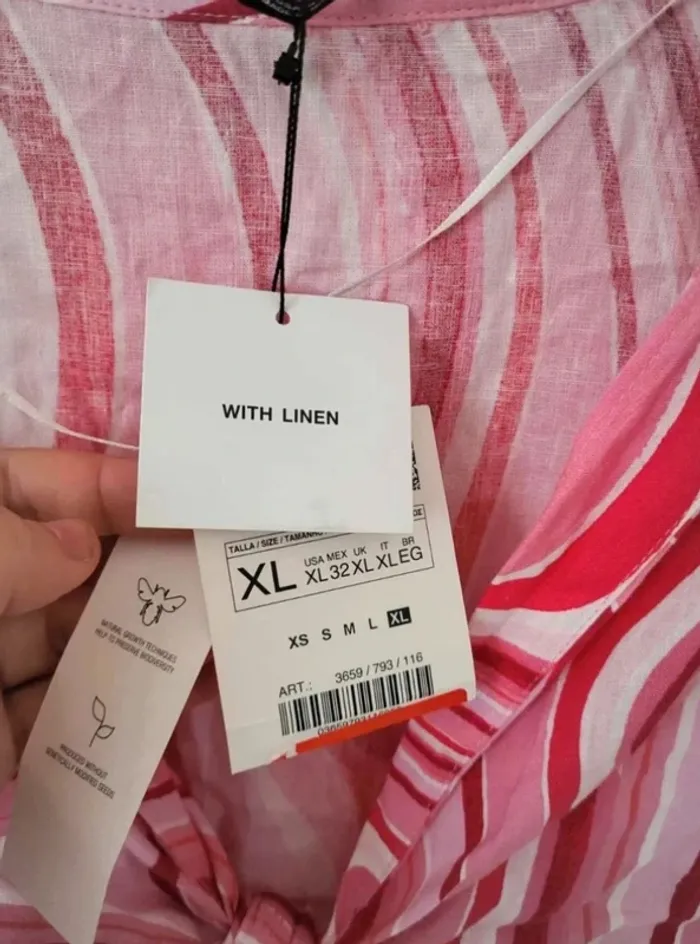 WITH LINEN
TALLA / SIZE / TAMANHO
XL
USA MEX UK IT BR
XL 32 XL XL EG
XS S M L XL
ART.: 3659 / 793 / 116
NATURAL GROWTH TECHNIQUES
HELP TO PRESERVE BIODIVERSITY
PRODUCED WITHOUT
GENETICALLY MODIFIED SEEDS